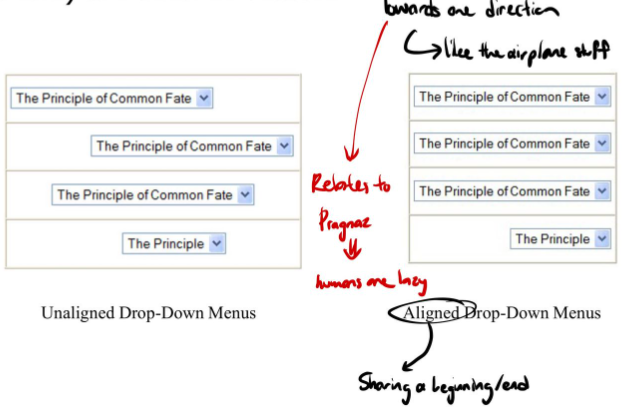 towards one direction
like the airplane stuff
The Principle of Common Fate
The Principle of Common Fate
The Principle of Common Fate
The Principle
Relates to
Pragnaz
humans are lazy
The Principle of Common Fate
The Principle of Common Fate
The Principle of Common Fate
The Principle
Unaligned Drop-Down Menus
Aligned Drop-Down Menus
Sharing a beginning/end